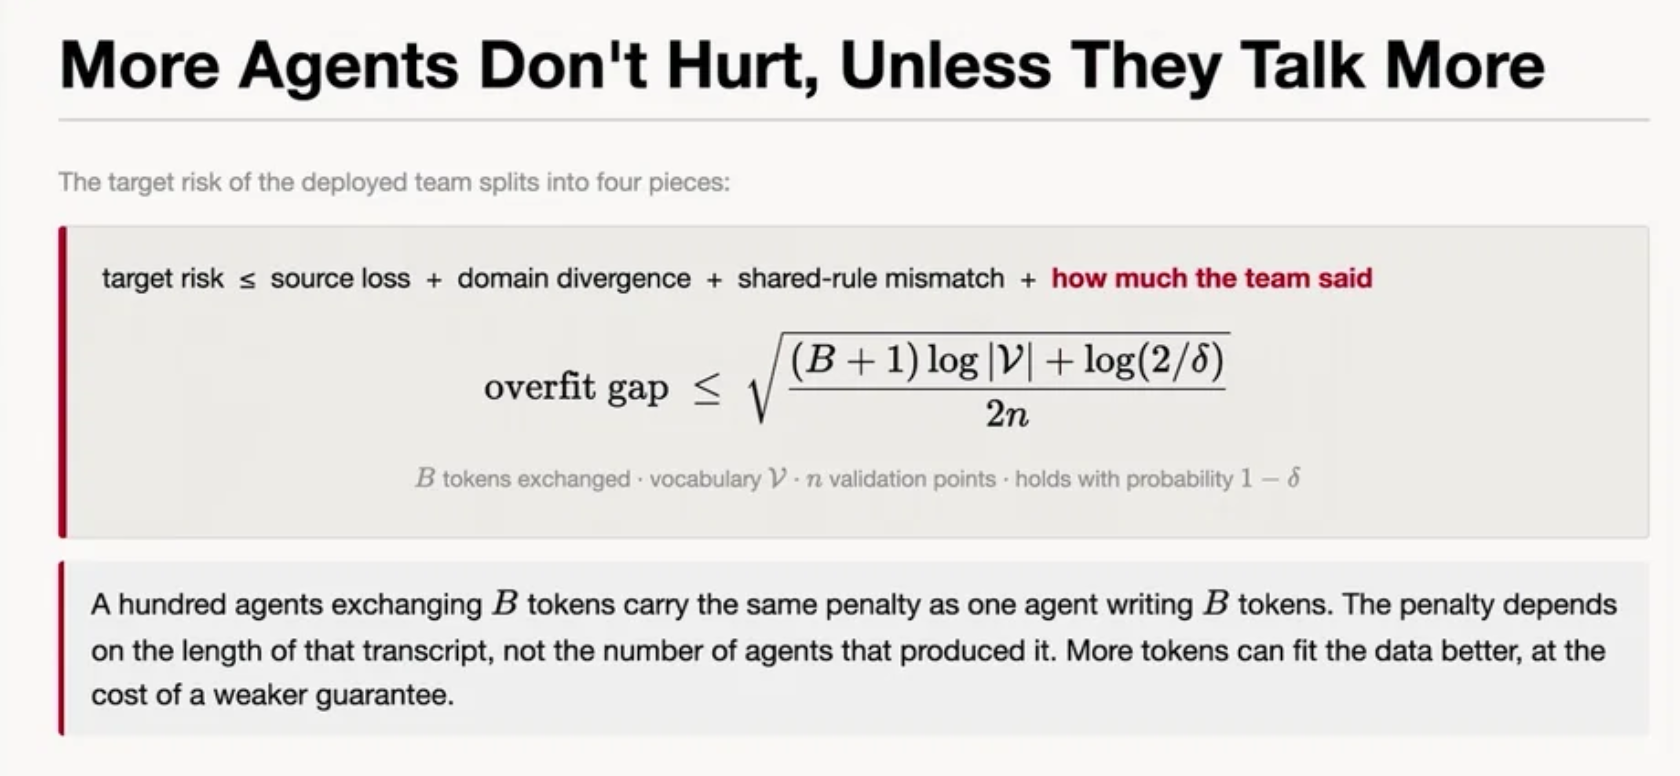 More Agents Don't Hurt, Unless They Talk More
The target risk of the deployed team splits into four pieces:
target risk ≤ source loss + domain divergence + shared-rule mismatch + how much the team said
overfit gap ≤ √((B + 1) log |𝒱| + log(2/δ) / 2n)
B tokens exchanged · vocabulary 𝒱 · n validation points · holds with probability 1 − δ
A hundred agents exchanging B tokens carry the same penalty as one agent writing B tokens. The penalty depends
on the length of that transcript, not the number of agents that produced it. More tokens can fit the data better, at the
cost of a weaker guarantee.